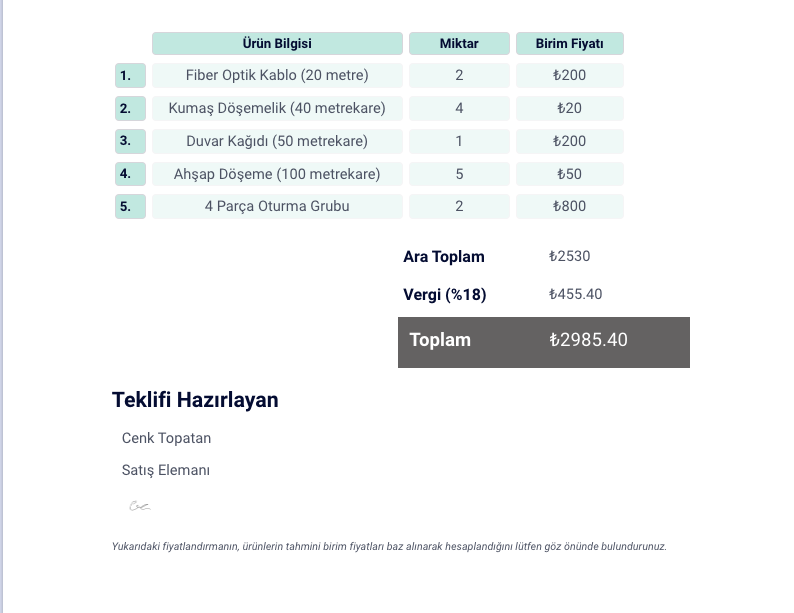 Ürün Bilgisi Miktar Birim Fiyatı
1. Fiber Optik Kablo (20 metre) 2 ₺200
2. Kumaş Döşemelik (40 metrekare) 4 ₺20
3. Duvar Kağıdı (50 metrekare) 1 ₺200
4. Ahşap Döşeme (100 metrekare) 5 ₺50
5. 4 Parça Oturma Grubu 2 ₺800
Ara Toplam ₺2530
Vergi (%18) ₺455.40
Toplam ₺2985.40
Teklifi Hazırlayan
Cenk Topatan
Satış Elemanı
Yukarıdaki fiyatlandırmanın, ürünlerin tahmini birim fiyatları baz alınarak hesaplandığını lütfen göz önünde bulundurunuz.